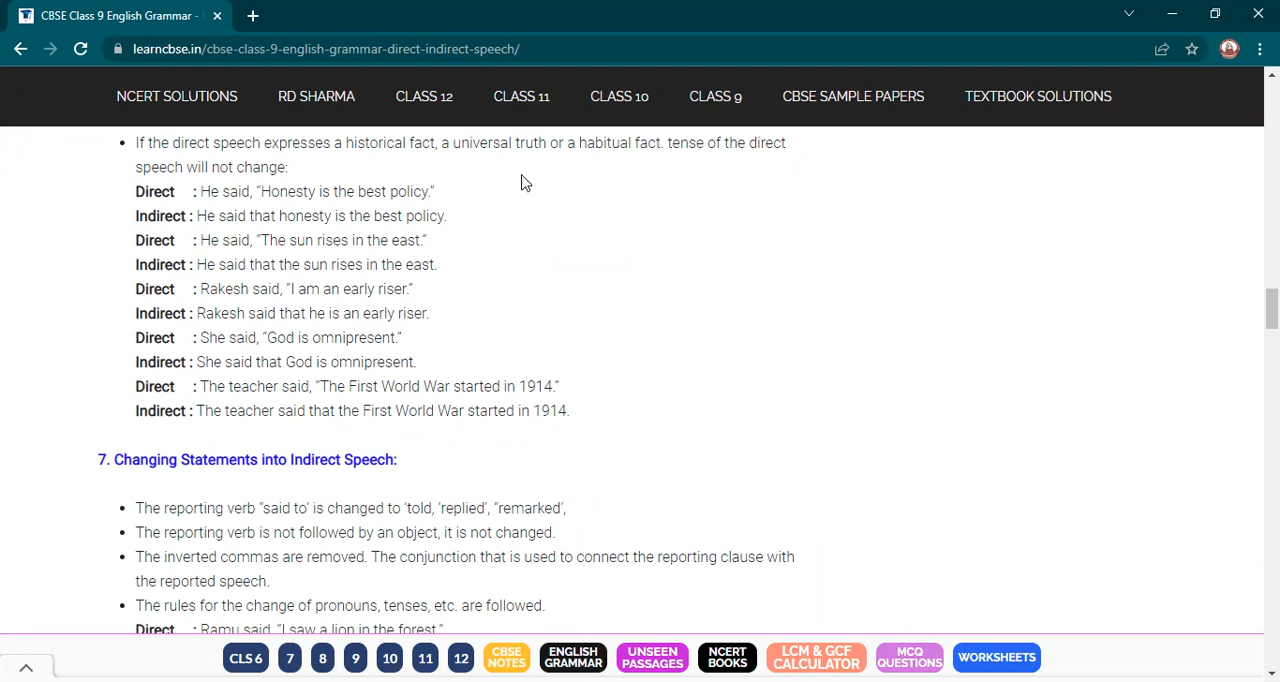 CBSE Class 9 English Grammar -
learncbse.in/cbse-class-9-english-grammar-direct-indirect-speech/
NCERT SOLUTIONS RD SHARMA CLASS 12 CLASS 11 CLASS 10 CLASS 9 CBSE SAMPLE PAPERS TEXTBOOK SOLUTIONS
• If the direct speech expresses a historical fact, a universal truth or a habitual fact. tense of the direct
speech will not change:
Direct : He said, “Honesty is the best policy.”
Indirect : He said that honesty is the best policy.
Direct : He said, “The sun rises in the east.”
Indirect : He said that the sun rises in the east.
Direct : Rakesh said, “I am an early riser.”
Indirect : Rakesh said that he is an early riser.
Direct : She said, “God is omnipresent.”
Indirect : She said that God is omnipresent.
Direct : The teacher said, “The First World War started in 1914.”
Indirect : The teacher said that the First World War started in 1914.
7. Changing Statements into Indirect Speech:
• The reporting verb “said to’ is changed to ‘told, ‘replied’, “remarked’,
• The reporting verb is not followed by an object, it is not changed.
• The inverted commas are removed. The conjunction that is used to connect the reporting clause with
the reported speech.
• The rules for the change of pronouns, tenses, etc. are followed.
Direct : Ramu said, “I saw a lion in the forest.”
CLS 6 7 8 9 10 11 12 CBSE NOTES ENGLISH GRAMMAR UNSEEN PASSAGES NCERT BOOKS LCM & GCF CALCULATOR MCQ QUESTIONS WORKSHEETS